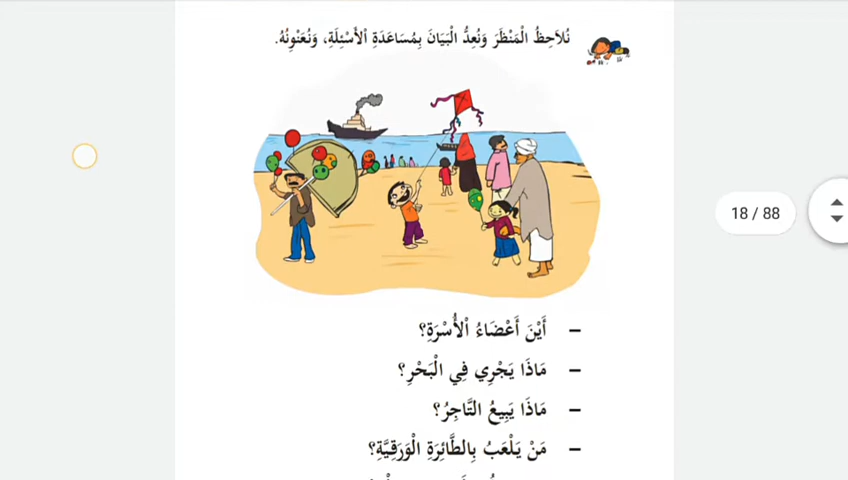 نُلَاحِظُ الْمَنْظَرَ وَنُعِدُّ الْبَيَانَ بِمُسَاعَدَةِ الْأَسْئِلَةِ، وَنُعَنْوِنُهُ.
18 / 88
– أَيْنَ أَعْضَاءُ الْأُسْرَةِ؟
– مَاذَا يَجْرِي فِي الْبَحْرِ؟
– مَاذَا يَبِيعُ التَّاجِرُ؟
– مَنْ يَلْعَبُ بِالطَّائِرَةِ الْوَرَقِيَّةِ؟